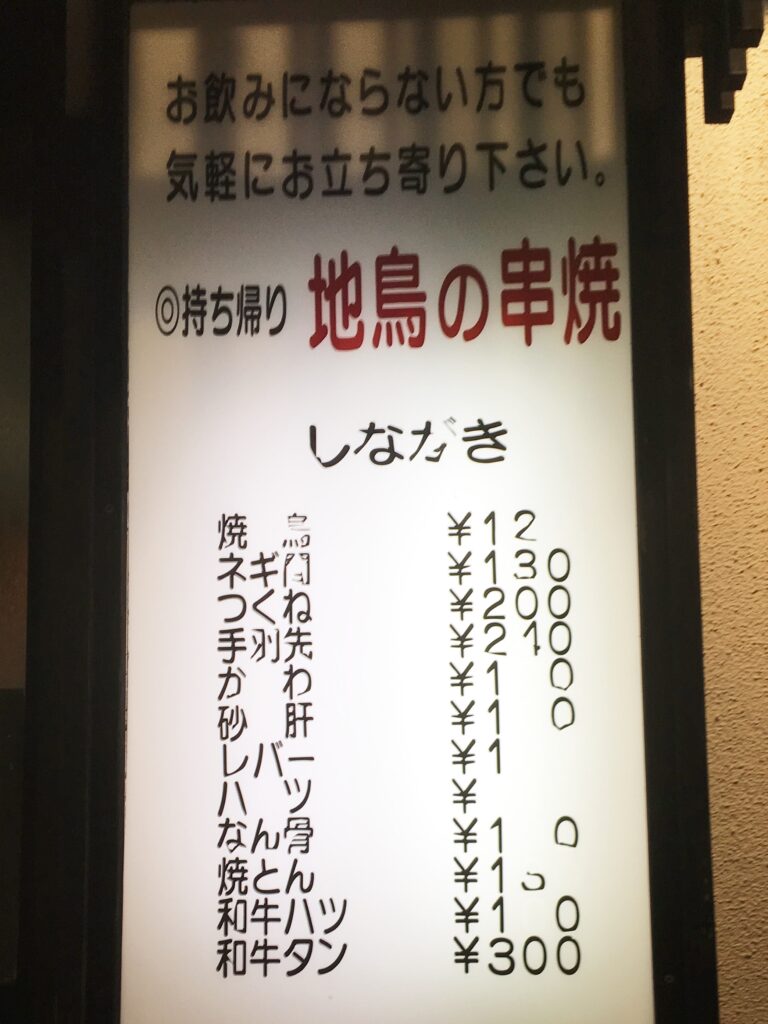 お飲みにならない方でも
気軽にお立ち寄り下さい。
◎持ち帰り 地鳥の串焼
しながき
焼鳥 ¥12
ネギ間 ¥130
つくね ¥200
手羽先 ¥210
かわ ¥1 0
砂肝 ¥1 0
レバー ¥1
ハツ ¥
なん骨 ¥1 0
焼とん ¥1
和牛ハツ ¥1 0
和牛タン ¥300